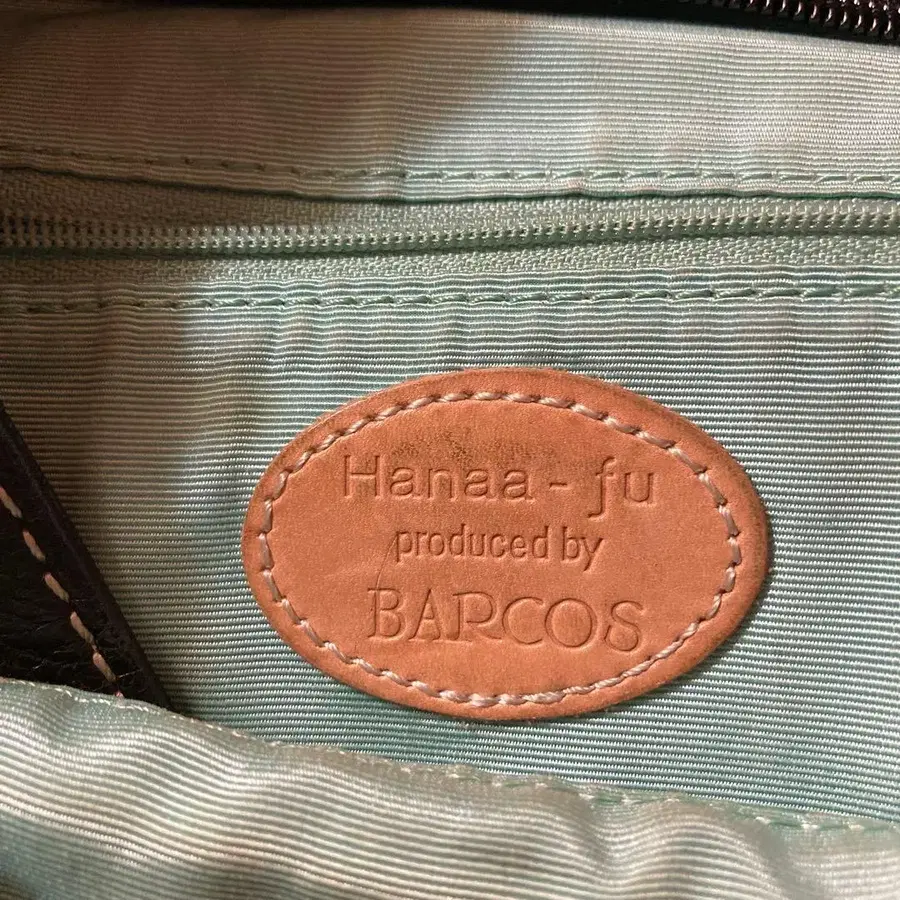 Hanaa - fu
produced by
BARCOS